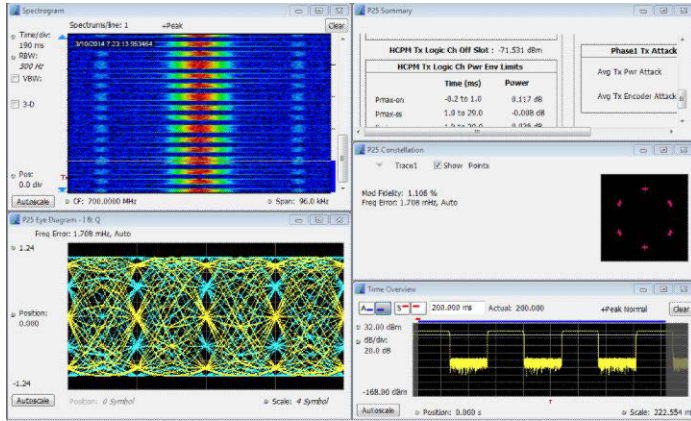 Spectrogram
Spectrums/line: 1 +Peak Clear
Time/div:
190 ms
RBW:
300 Hz
VBW:
3-D
Pos:
0.0 div
3/10/2014 7:23:13.953464
Autoscale CF: 700.0000 MHz Span: 96.0 kHz
P25 Eye Diagram - I & Q
Freq Error: 1.708 mHz, Auto
1.24
Position:
0.000
-1.24
Autoscale Position: 0 Symbol Scale: 4 Symbol
P25 Summary
HCPM Tx Logic Ch Off Slot : -71.531 dBm
HCPM Tx Logic Ch Pwr Env Limits
Time (ms) Power
Pmax-on -0.2 to 1.0 0.117 dB
Pmax-ss 1.0 to 29.0 -0.008 dB
Phase1 Tx Attack
Avg Tx Pwr Attack
Avg Tx Encoder Attack
P25 Constellation
Trace1 Show Points
Mod Fidelity: 1.106 %
Freq Error: 1.708 mHz, Auto
Time Overview
A S 200.000 ms Actual: 200.000 +Peak Normal Clear
32.00 dBm
dB/div:
20.0 dB
-168.00 dBm
Autoscale Position: 0.000 s Scale: 222.554 ms